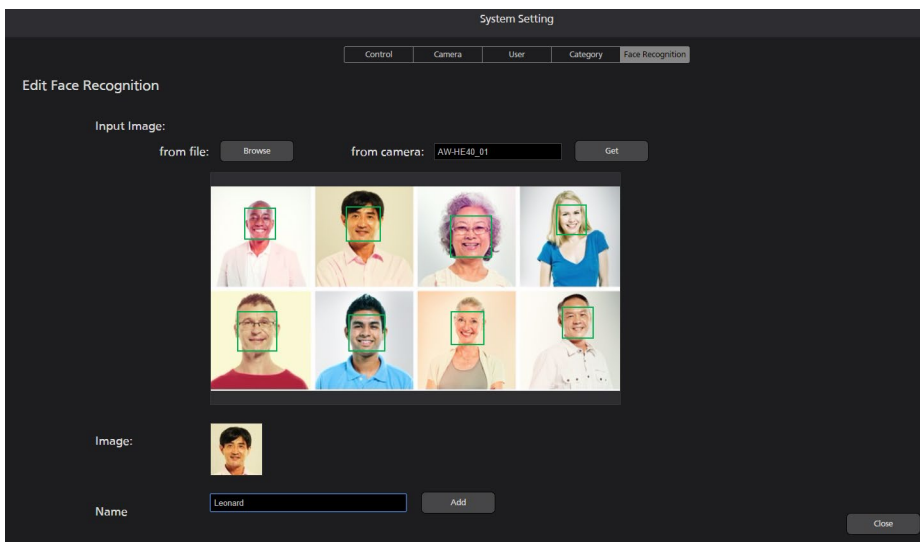 System Setting
Control Camera User Category Face Recognition
Edit Face Recognition
Input Image:
from file: Browse from camera: AW-HE40_01 Get
Image:
Name Leonard Add
Close